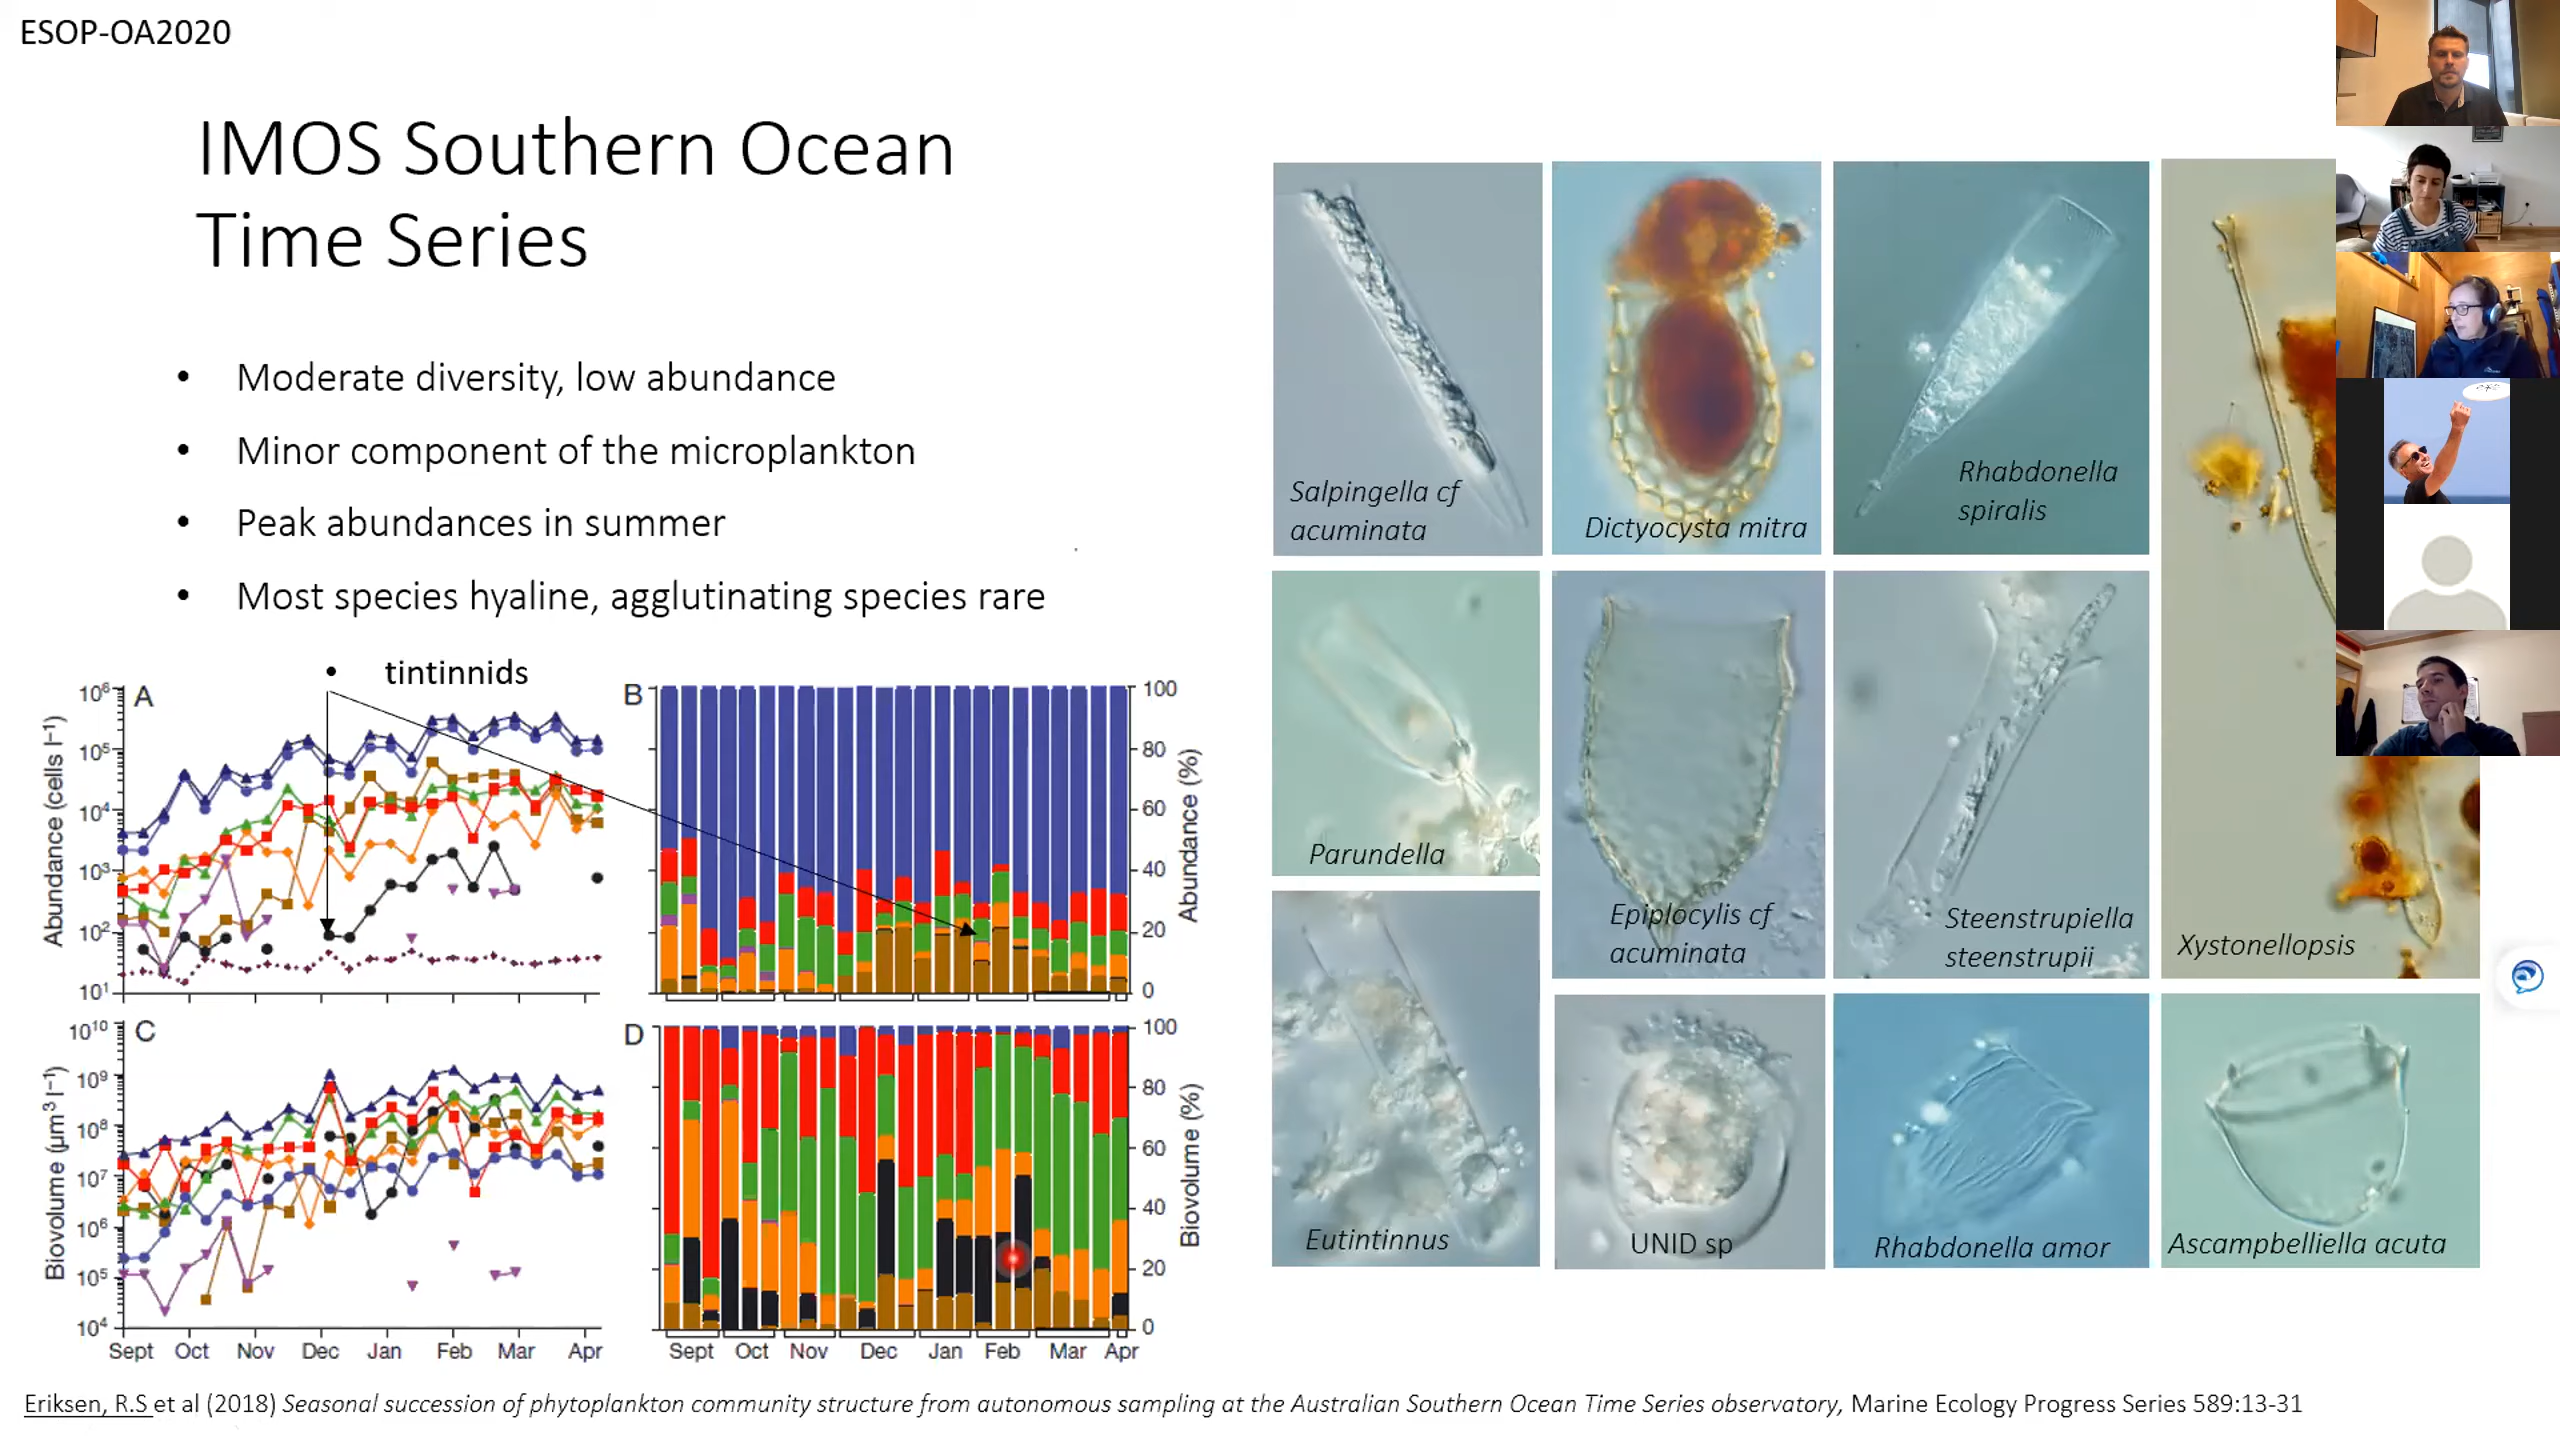 ESOP-OA2020
IMOS Southern Ocean
Time Series
• Moderate diversity, low abundance
• Minor component of the microplankton
• Peak abundances in summer
• Most species hyaline, agglutinating species rare
• tintinnids
A
10⁶
10⁵
10⁴
10³
10²
10¹
Abundance (cells l⁻¹)
B
100
80
60
40
20
0
Abundance (%)
C
10¹⁰
10⁹
10⁸
10⁷
10⁶
10⁵
10⁴
Biovolume (µm³ l⁻¹)
Sept Oct Nov Dec Jan Feb Mar Apr
D
100
80
60
40
20
0
Biovolume (%)
Sept Oct Nov Dec Jan Feb Mar Apr
Salpingella cf
acuminata
Dictyocysta mitra
Rhabdonella
spiralis
Parundella
Epiplocylis cf
acuminata
Steenstrupiella
steenstrupii
Xystonellopsis
Eutintinnus
UNID sp
Rhabdonella amor
Ascampbelliella acuta
Eriksen, R.S et al (2018) Seasonal succession of phytoplankton community structure from autonomous sampling at the Australian Southern Ocean Time Series observatory, Marine Ecology Progress Series 589:13-31